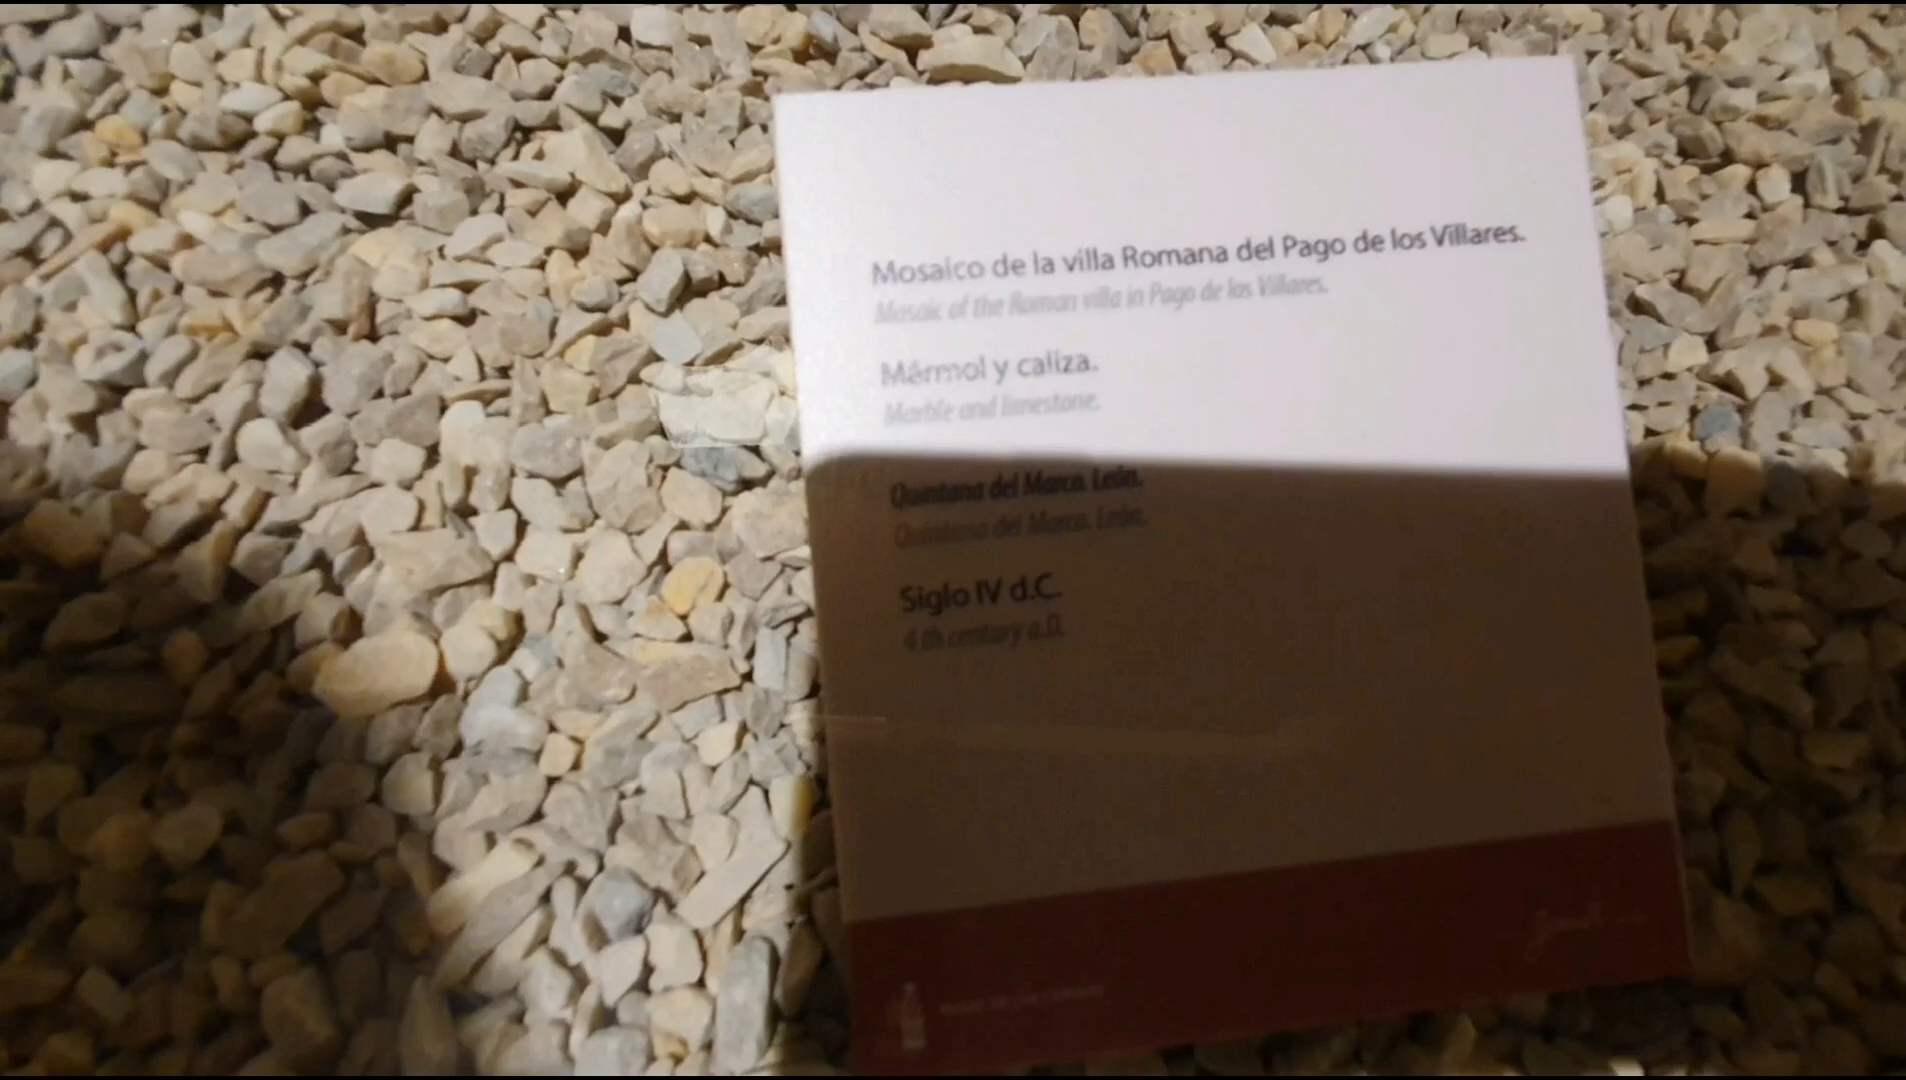 Mosaico de la villa Romana del Pago de los Villares.
Mosaic of the Roman villa in Pago de los Villares.
Mármol y caliza.
Marble and limestone.
Quintana del Marco. León.
Quintana del Marco. León.
Siglo IV d.C.
4 th century a.D.